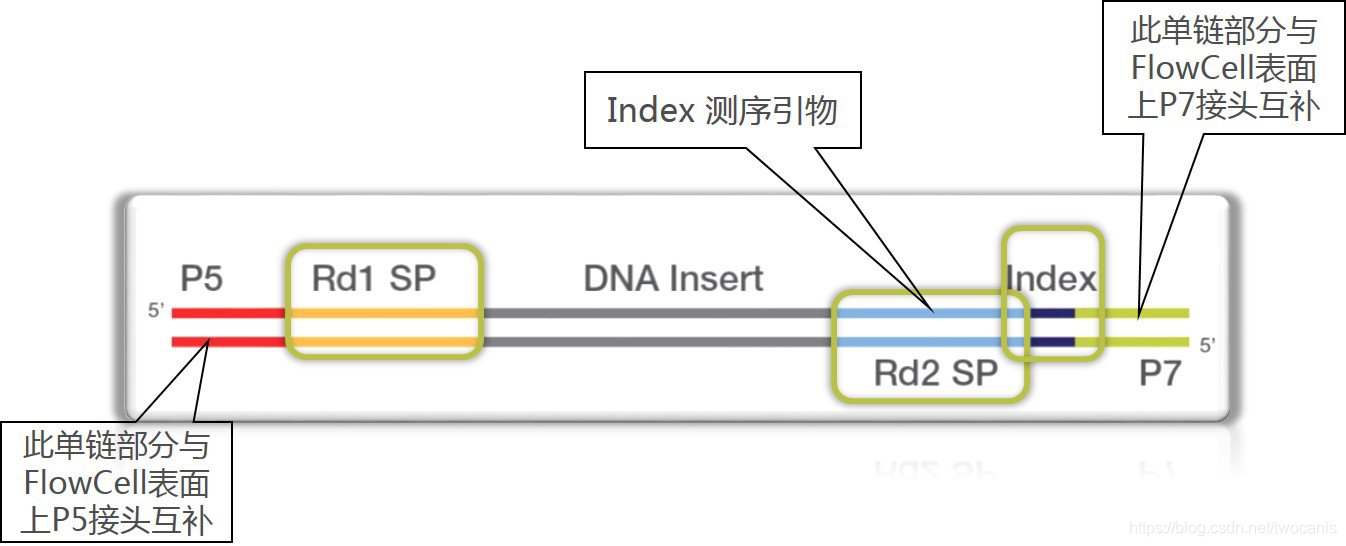 此单链部分与
FlowCell表面
上P7接头互补
Index 测序引物
P5
Rd1 SP
DNA Insert
Index
5’
5’
Rd2 SP
P7
此单链部分与
FlowCell表面
上P5接头互补
https://blog.csdn.net/twocanis